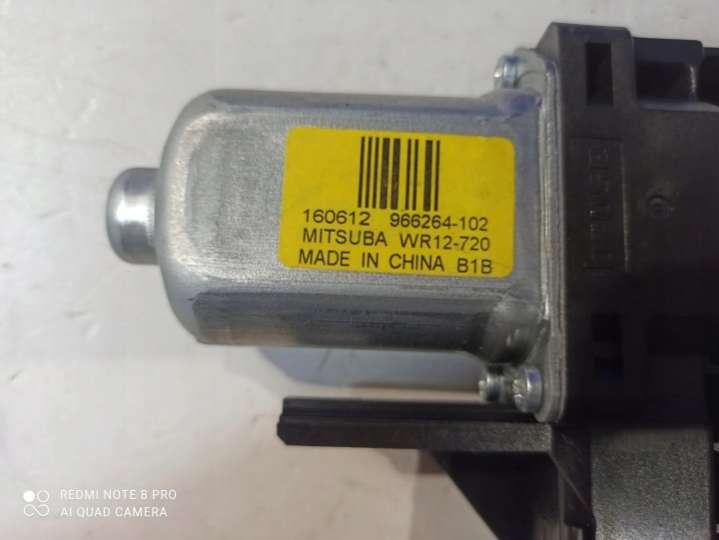 160612 966264-102
MITSUBA WR12-720
MADE IN CHINA B1B
REDMI NOTE 8 PRO
AI QUAD CAMERA